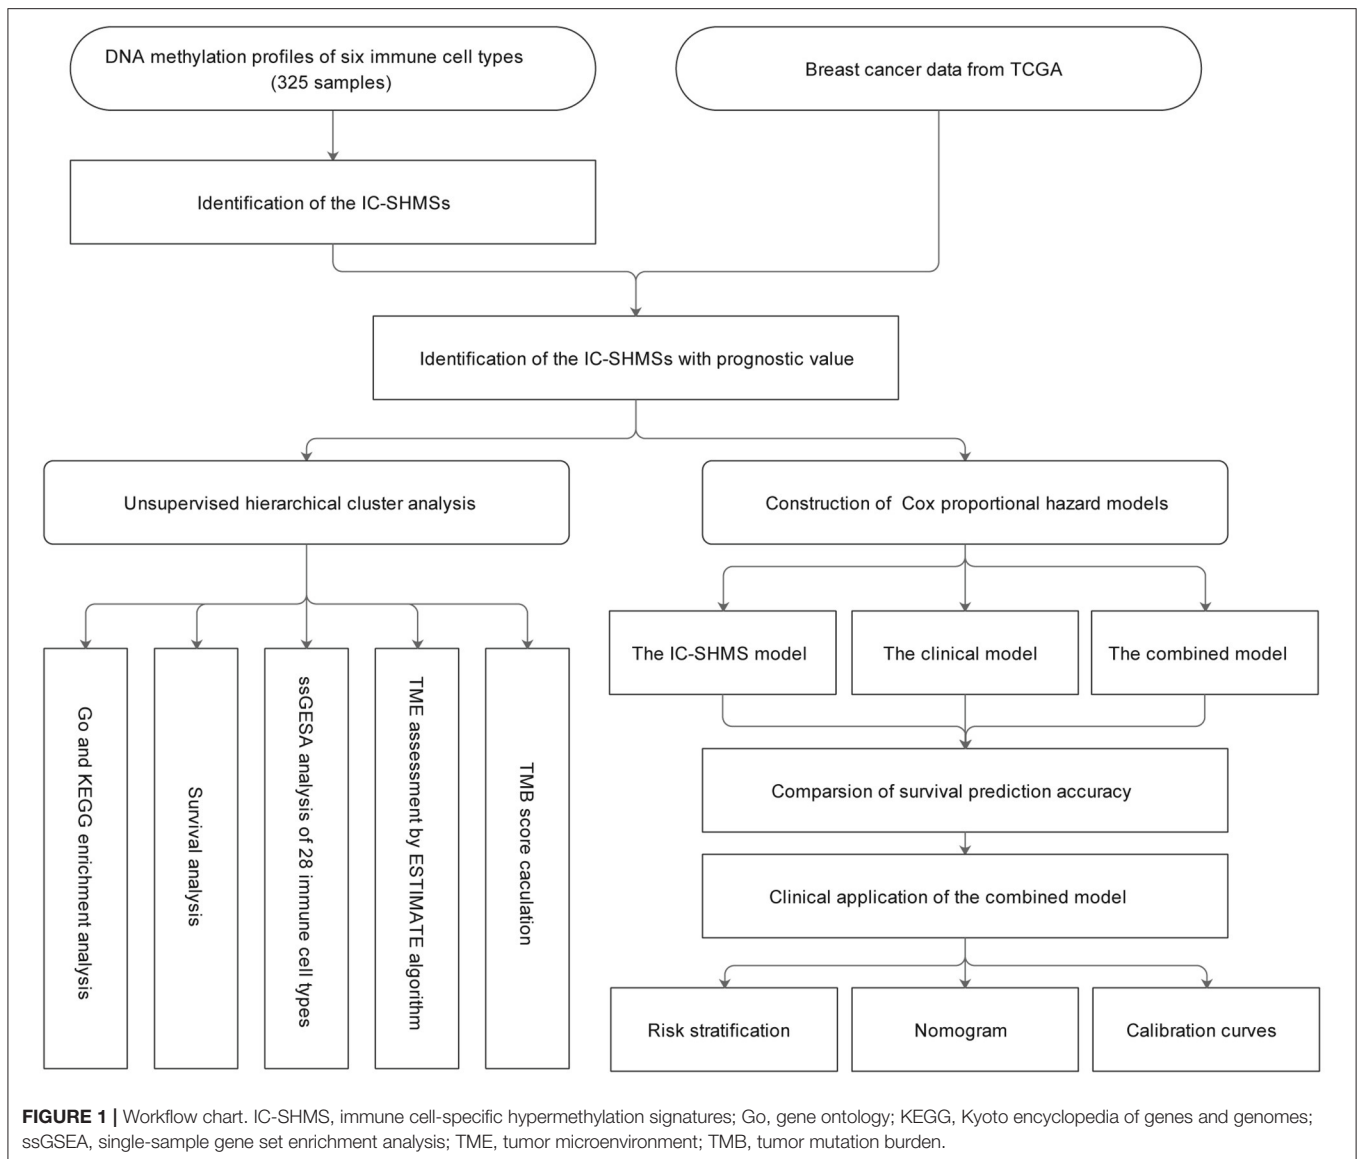 DNA methylation profiles of six immune cell types
(325 samples)
Breast cancer data from TCGA
Identification of the IC-SHMSs
Identification of the IC-SHMSs with prognostic value
Unsupervised hierarchical cluster analysis
Construction of Cox proportional hazard models
Go and KEGG enrichment analysis
Survival analysis
ssGESA analysis of 28 immune cell types
TME assessment by ESTIMATE algorithm
TMB score caculation
The IC-SHMS model
The clinical model
The combined model
Comparsion of survival prediction accuracy
Clinical application of the combined model
Risk stratification
Nomogram
Calibration curves
FIGURE 1 | Workflow chart. IC-SHMS, immune cell-specific hypermethylation signatures; Go, gene ontology; KEGG, Kyoto encyclopedia of genes and genomes;
ssGSEA, single-sample gene set enrichment analysis; TME, tumor microenvironment; TMB, tumor mutation burden.